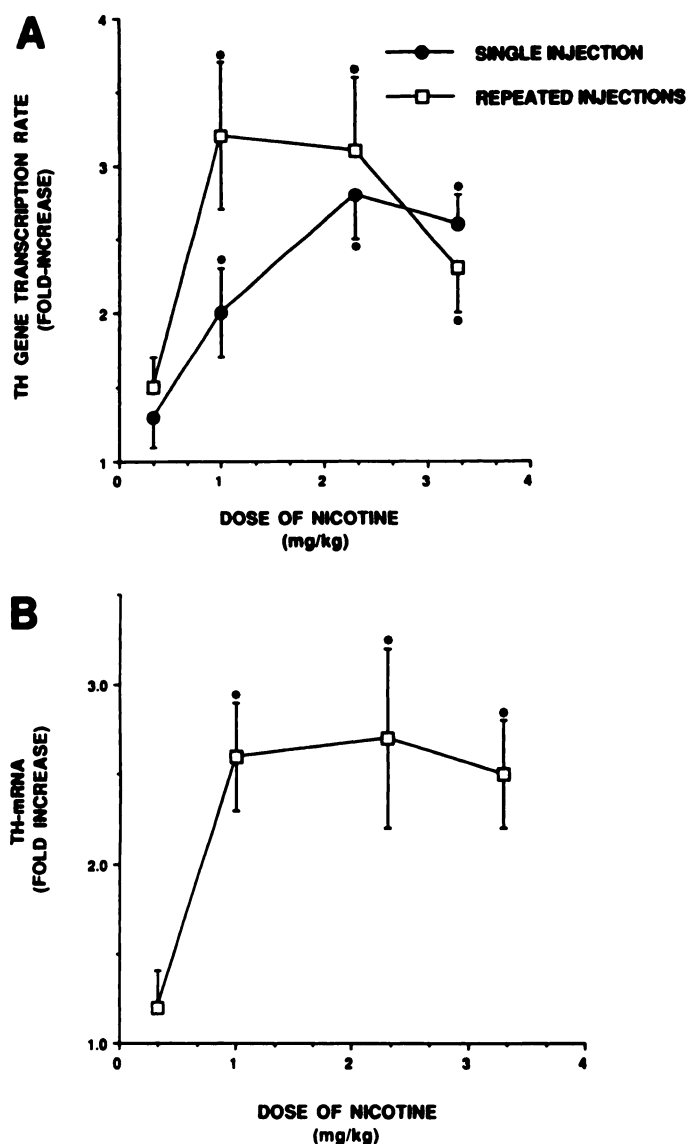 A
SINGLE INJECTION
REPEATED INJECTIONS
TH GENE TRANSCRIPTION RATE
(FOLD-INCREASE)
4
3
2
1
0 1 2 3 4
DOSE OF NICOTINE
(mg/kg)
B
TH-mRNA
(FOLD INCREASE)
3.0
2.0
1.0
0 1 2 3 4
DOSE OF NICOTINE
(mg/kg)